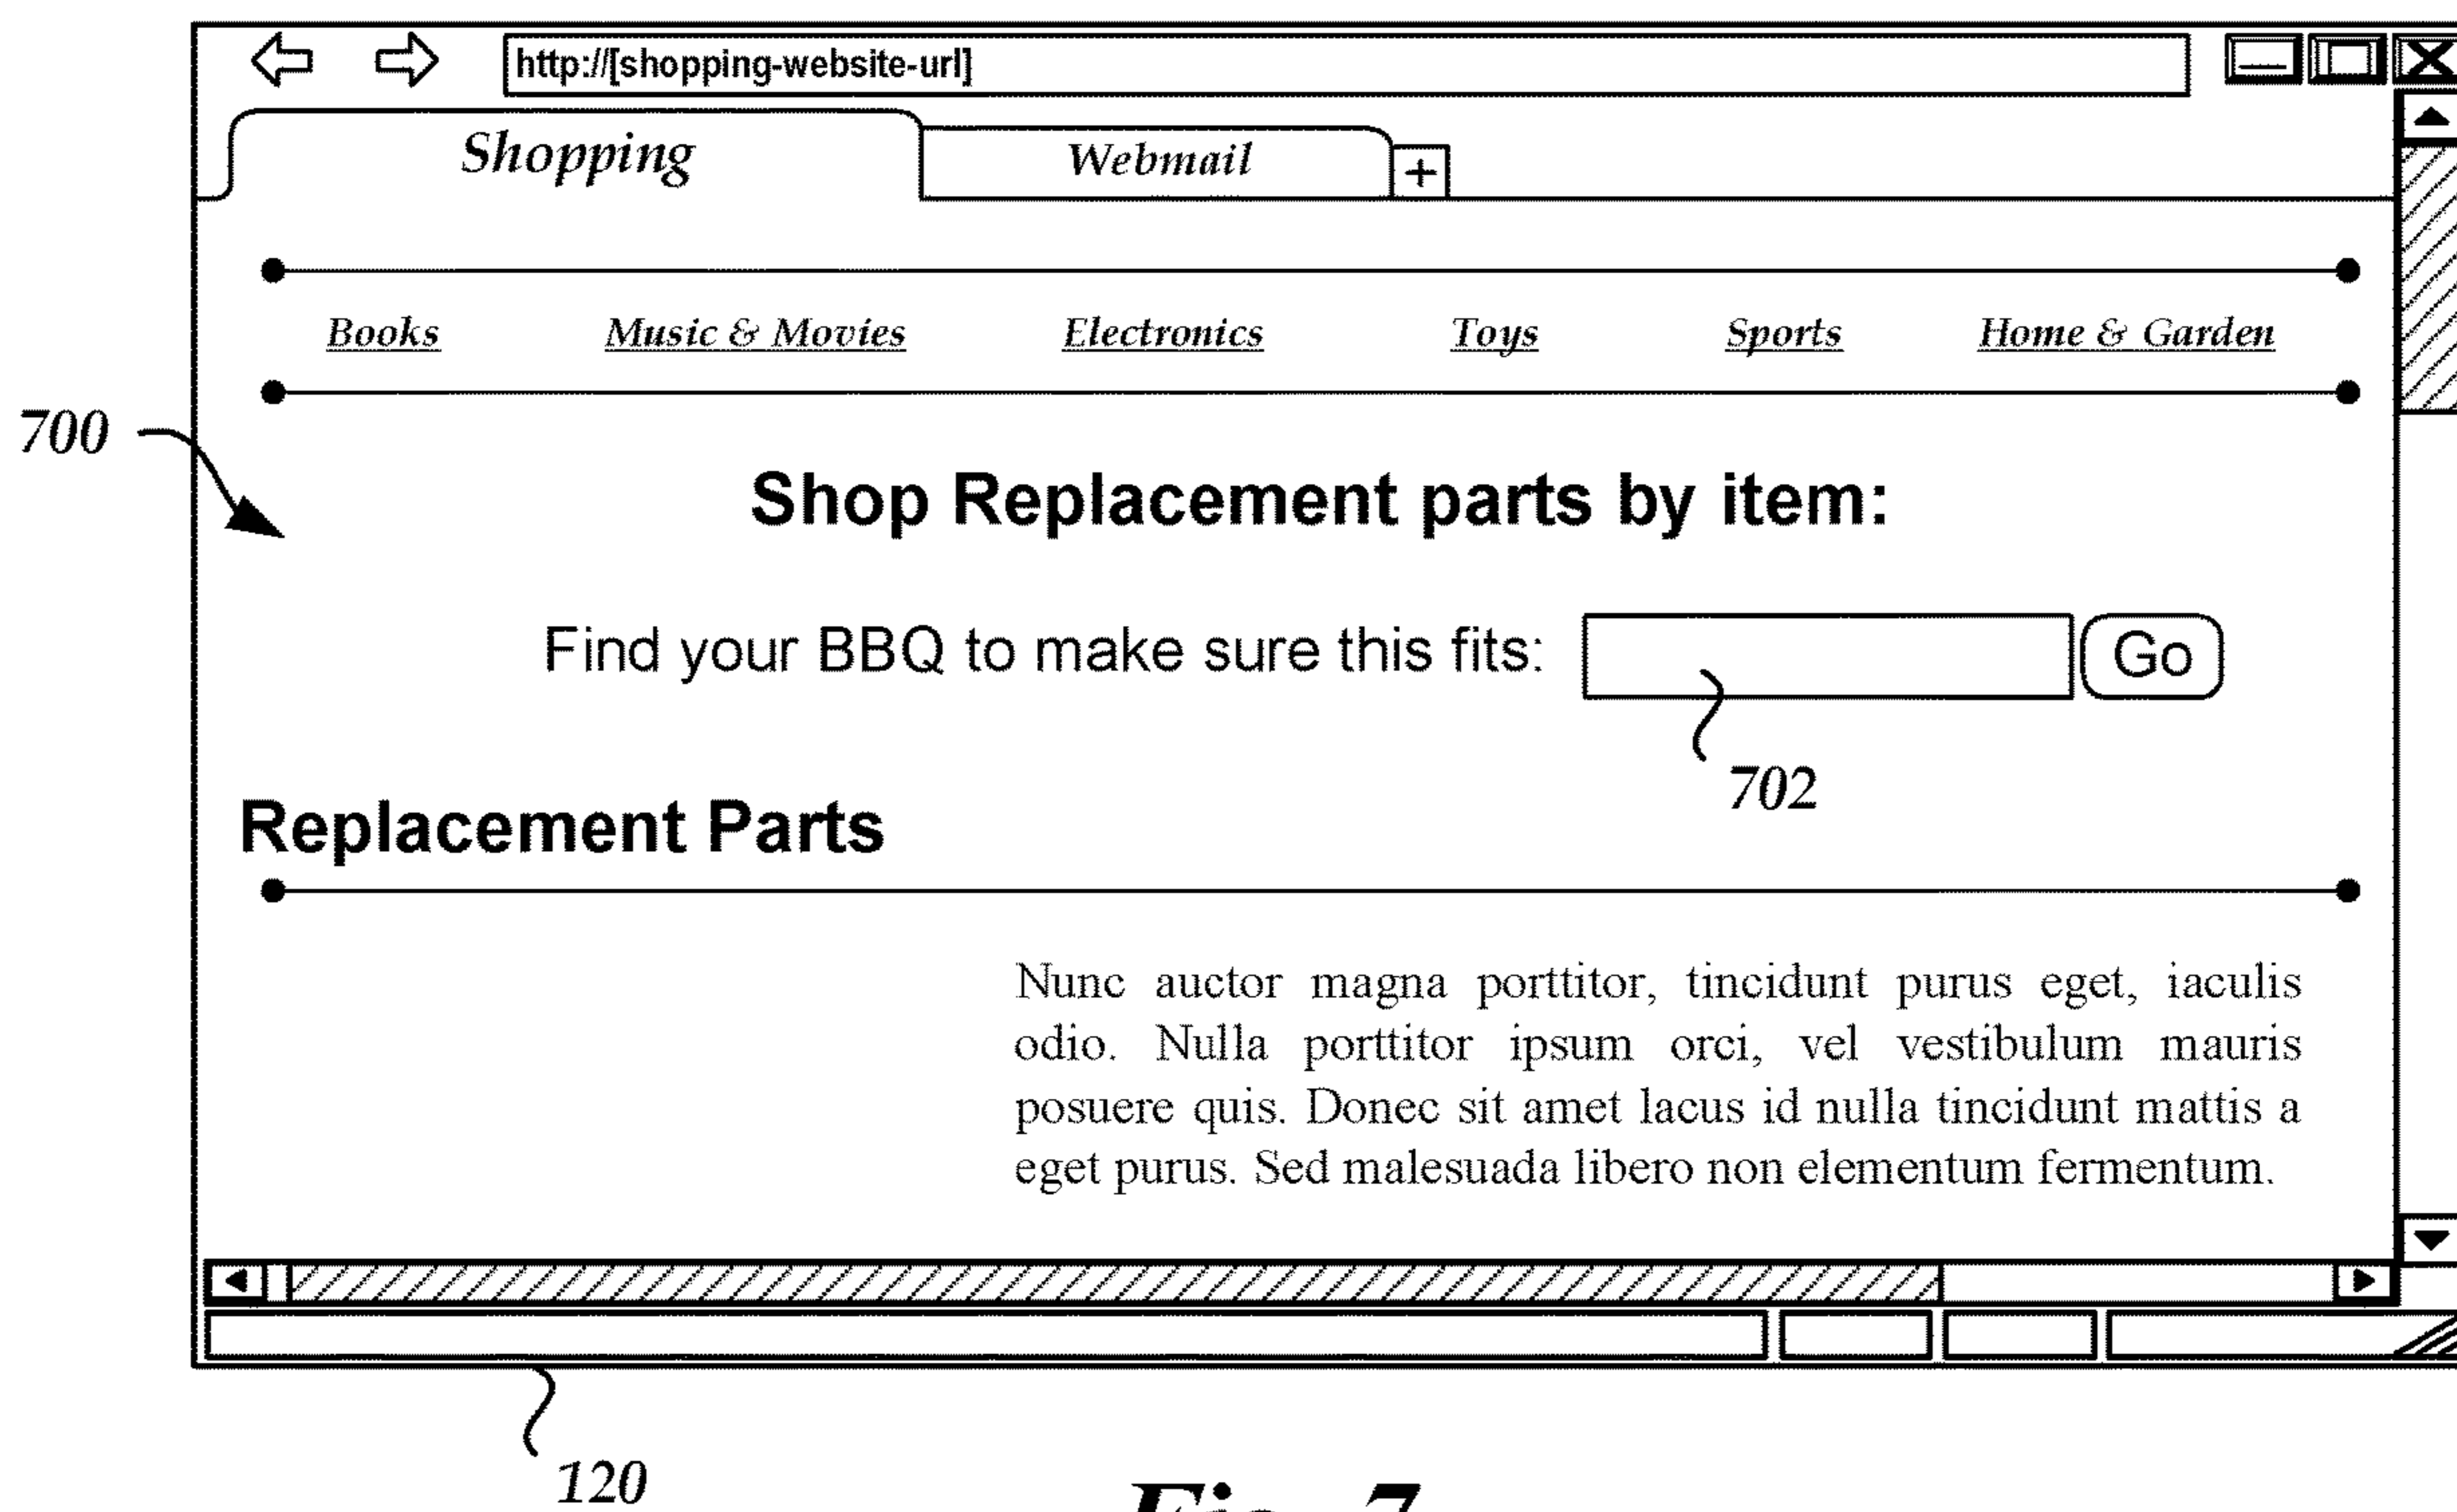 http://[shopping-website-url]
Shopping Webmail +
Books Music & Movies Electronics Toys Sports Home & Garden
700
Shop Replacement parts by item:
Find your BBQ to make sure this fits: Go
702
Replacement Parts
Nunc auctor magna porttitor, tincidunt purus eget, iaculis
odio. Nulla porttitor ipsum orci, vel vestibulum mauris
posuere quis. Donec sit amet lacus id nulla tincidunt mattis a
eget purus. Sed malesuada libero non elementum fermentum.
120
Fig. 7